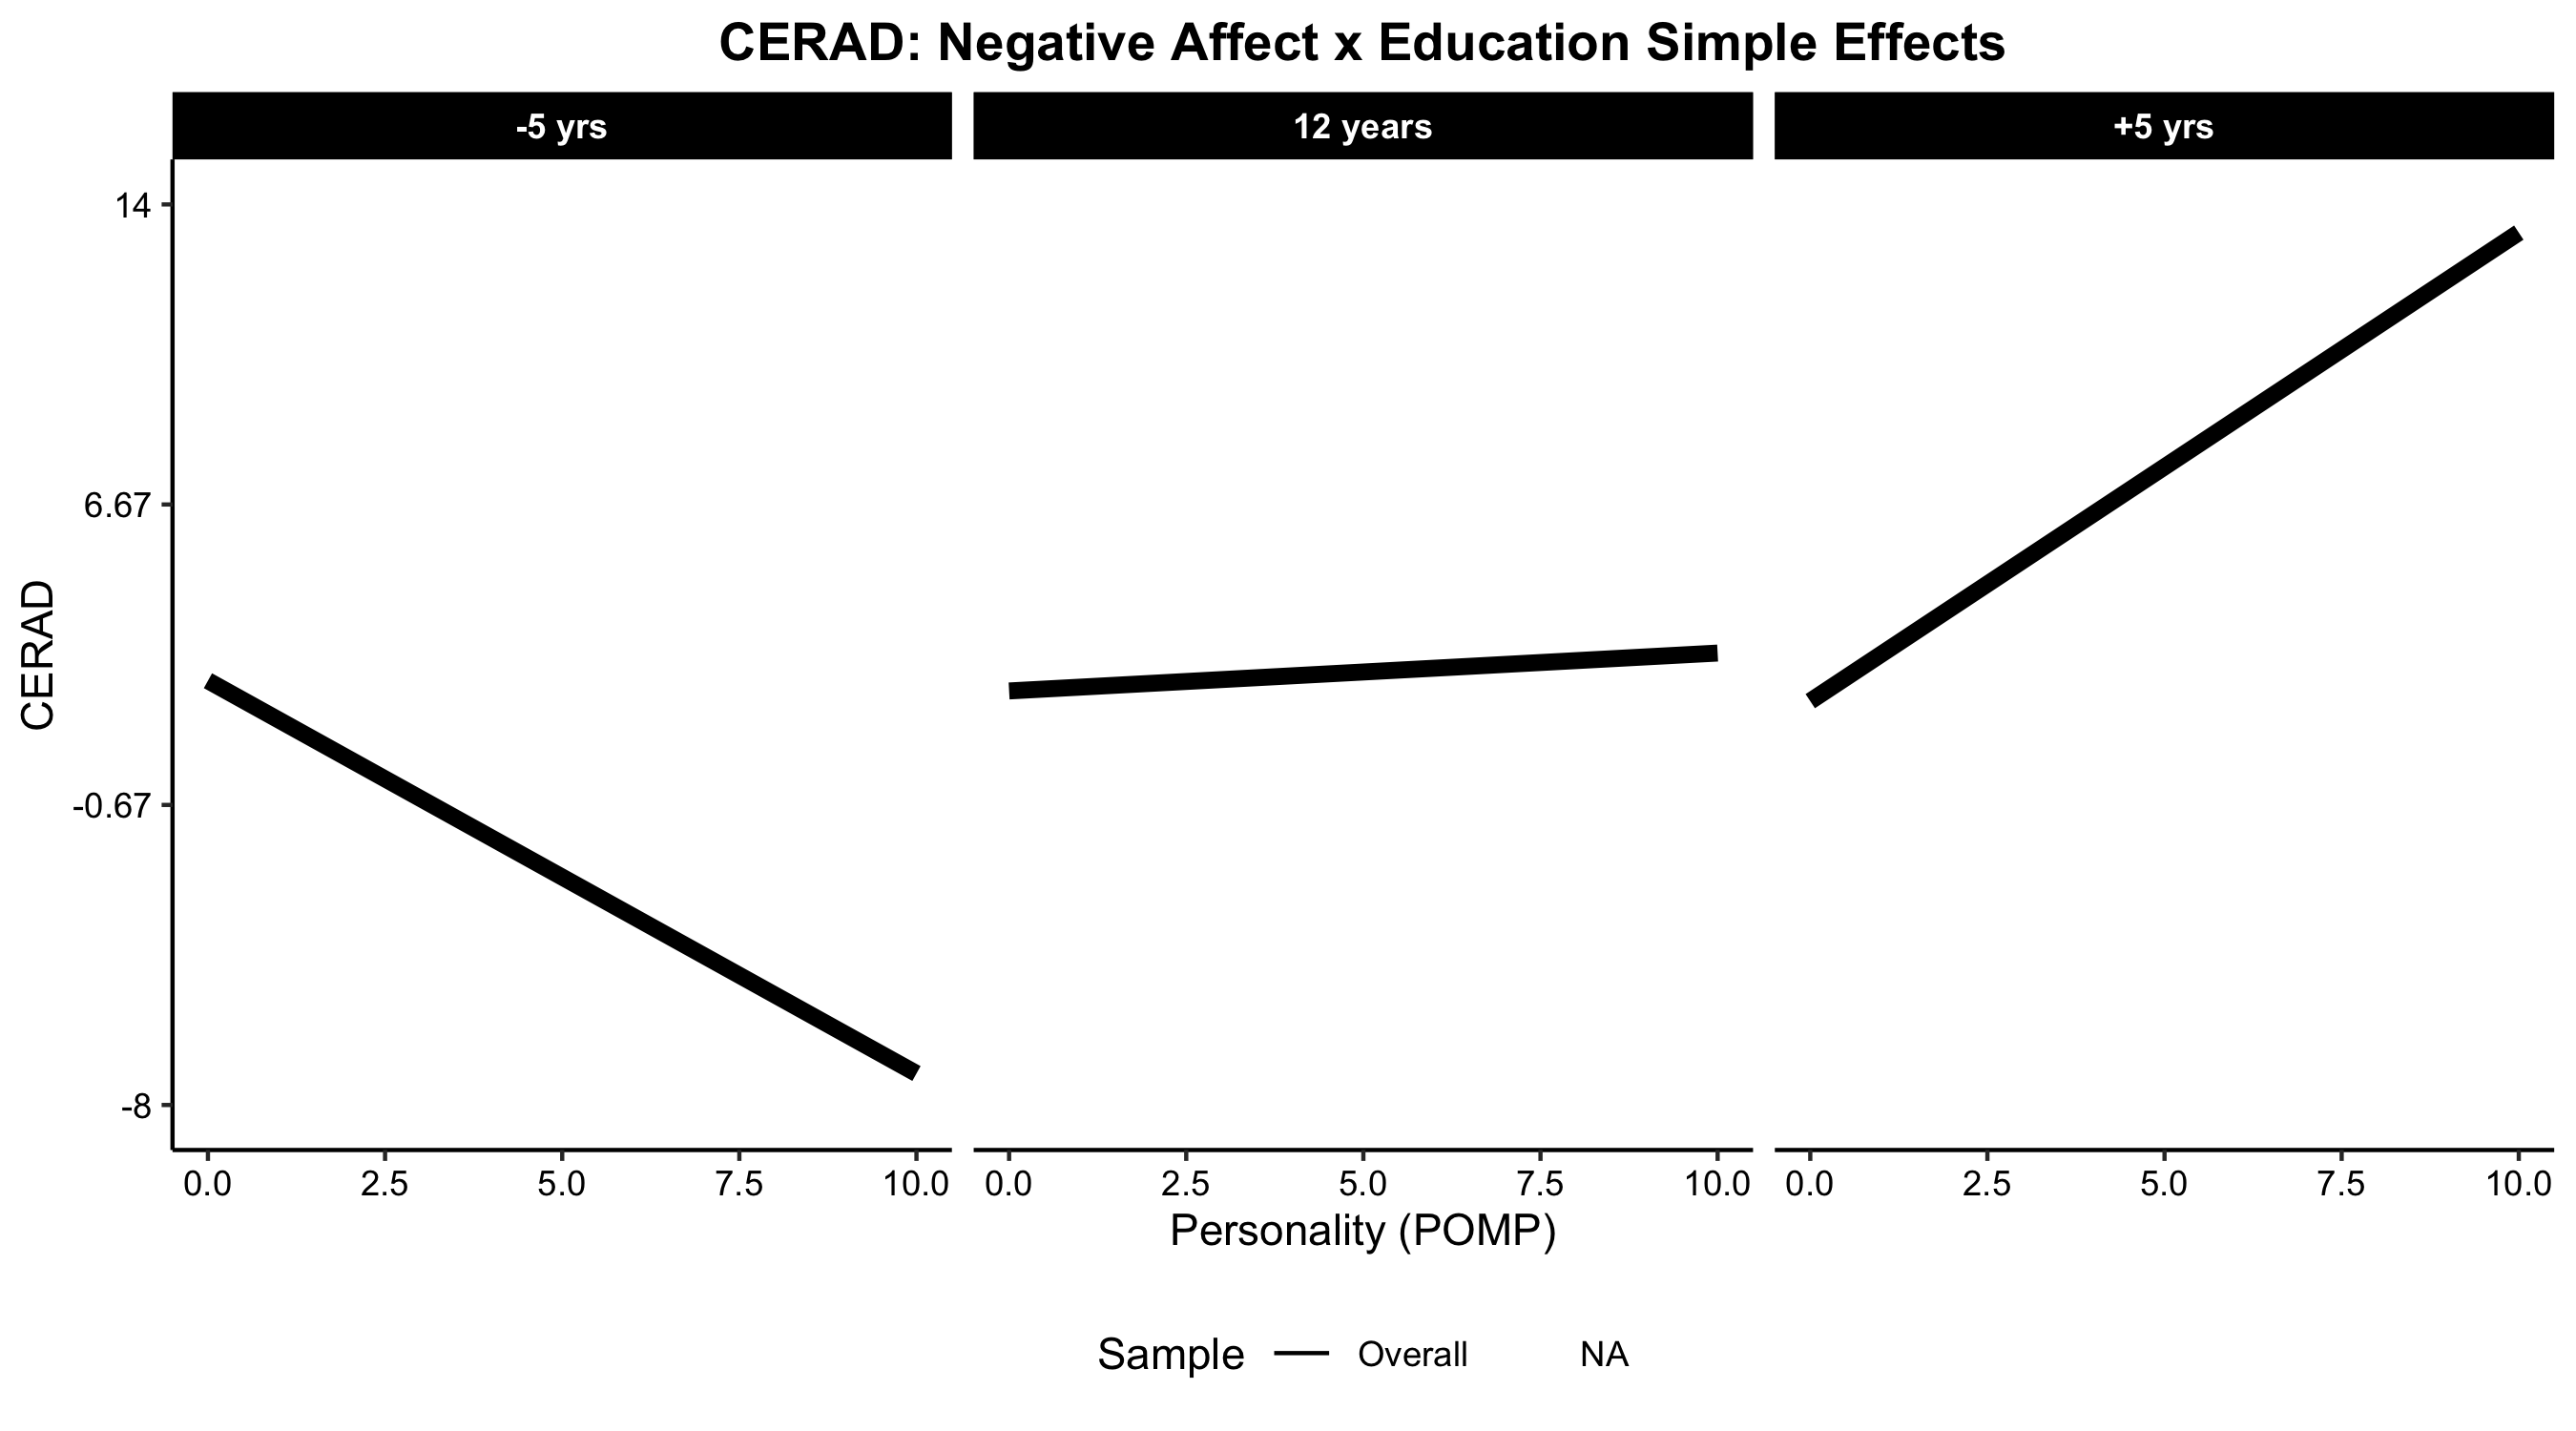 CERAD: Negative Affect x Education Simple Effects
-5 yrs 12 years +5 yrs
14
6.67
-0.67
-8
CERAD
0.0 2.5 5.0 7.5 10.0 0.0 2.5 5.0 7.5 10.0 0.0 2.5 5.0 7.5 10.0
Personality (POMP)
Sample Overall NA